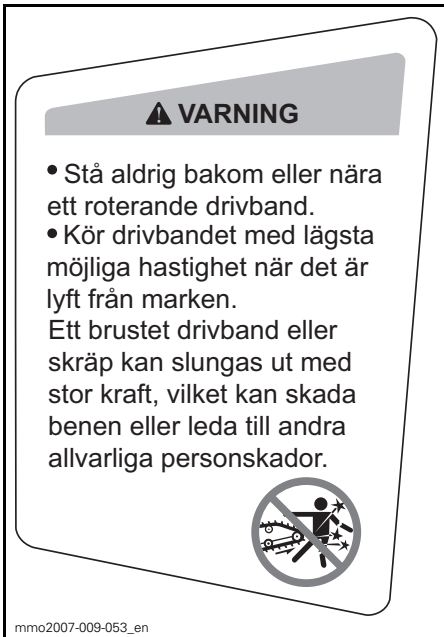 VARNING
• Stå aldrig bakom eller nära
ett roterande drivband.
• Kör drivbandet med lägsta
möjliga hastighet när det är
lyft från marken.
Ett brustet drivband eller
skräp kan slungas ut med
stor kraft, vilket kan skada
benen eller leda till andra
allvarliga personskador.
mmo2007-009-053_en